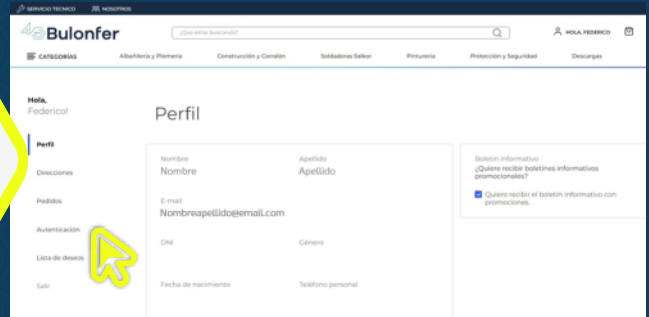 SERVICIO TECNICO NOSOTROS
40 Bulonfer
¿Qué estás buscando?
HOLA, FEDERICO
CATEGORÍAS Albañilería y Plomería Construcción y Corralón Soldadoras Salkor Pinturería Protección y Seguridad Descargas
Hola,
Federico!
Perfil
Perfil
Direcciones
Pedidos
Autenticación
Lista de deseos
Salir
Nombre
Nombre
Apellido
Apellido
E-mail
Nombreapellido@email.com
DNI
Género
Fecha de nacimiento
Teléfono personal
Boletín informativo
¿Quiere recibir boletines informativos
promocionales?
Quiero recibir el boletín informativo con
promociones.